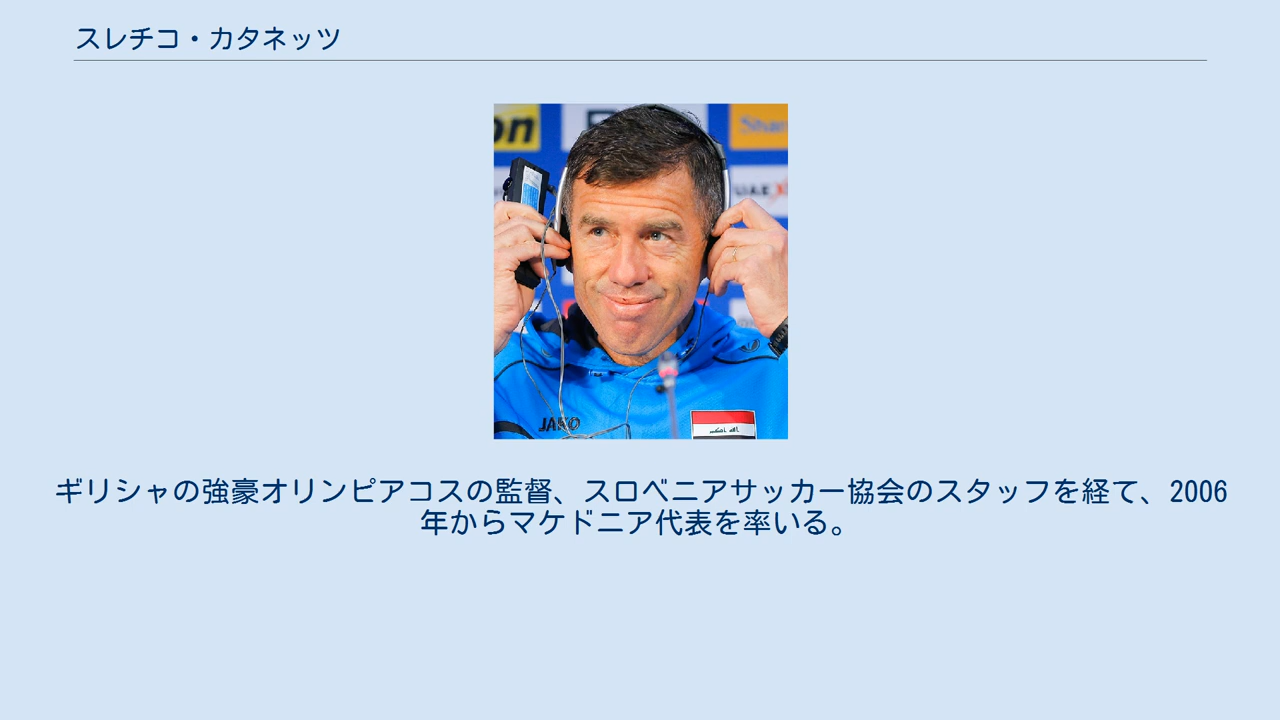 スレチコ・カタネッツ
on
UAE
JAKO
ギリシャの強豪オリンピアコスの監督、スロベニアサッカー協会のスタッフを経て、2006
年からマケドニア代表を率いる。